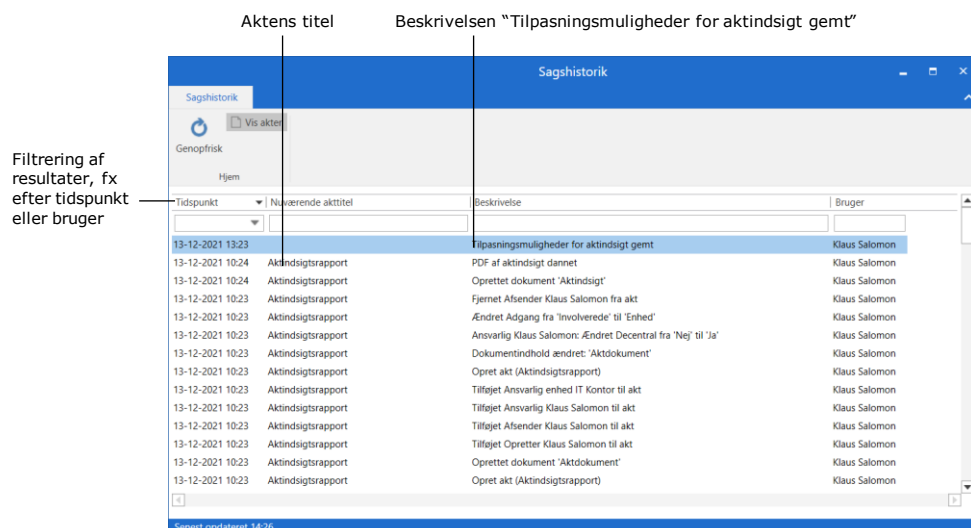 Aktens titel
Beskrivelsen “Tilpasningsmuligheder for aktindsigt gemt”
Sagshistorik
Sagshistorik
Genopfrisk
Vis akten
Hjem
Filtrering af
resultater, fx
efter tidspunkt
eller bruger
Tidspunkt Nuværende akttitel Beskrivelse Bruger
13-12-2021 13:23 Tilpasningsmuligheder for aktindsigt gemt Klaus Salomon
13-12-2021 10:24 Aktindsigtsrapport PDF af aktindsigt dannet Klaus Salomon
13-12-2021 10:24 Aktindsigtsrapport Oprettet dokument 'Aktindsigt' Klaus Salomon
13-12-2021 10:23 Aktindsigtsrapport Fjernet Afsender Klaus Salomon fra akt Klaus Salomon
13-12-2021 10:23 Aktindsigtsrapport Ændret Adgang fra 'Involverede' til 'Enhed' Klaus Salomon
13-12-2021 10:23 Aktindsigtsrapport Ansvarlig Klaus Salomon: Ændret Decentral fra 'Nej' til 'Ja' Klaus Salomon
13-12-2021 10:23 Aktindsigtsrapport Dokumentindhold ændret: 'Aktdokument' Klaus Salomon
13-12-2021 10:23 Aktindsigtsrapport Opret akt (Aktindsigtsrapport) Klaus Salomon
13-12-2021 10:23 Aktindsigtsrapport Tilføjet Ansvarlig enhed IT Kontor til akt Klaus Salomon
13-12-2021 10:23 Aktindsigtsrapport Tilføjet Ansvarlig Klaus Salomon til akt Klaus Salomon
13-12-2021 10:23 Aktindsigtsrapport Tilføjet Afsender Klaus Salomon til akt Klaus Salomon
13-12-2021 10:23 Aktindsigtsrapport Tilføjet Opretter Klaus Salomon til akt Klaus Salomon
13-12-2021 10:23 Aktindsigtsrapport Oprettet dokument 'Aktdokument' Klaus Salomon
13-12-2021 10:23 Aktindsigtsrapport Opret akt (Aktindsigtsrapport) Klaus Salomon
Senest opdateret 14:26